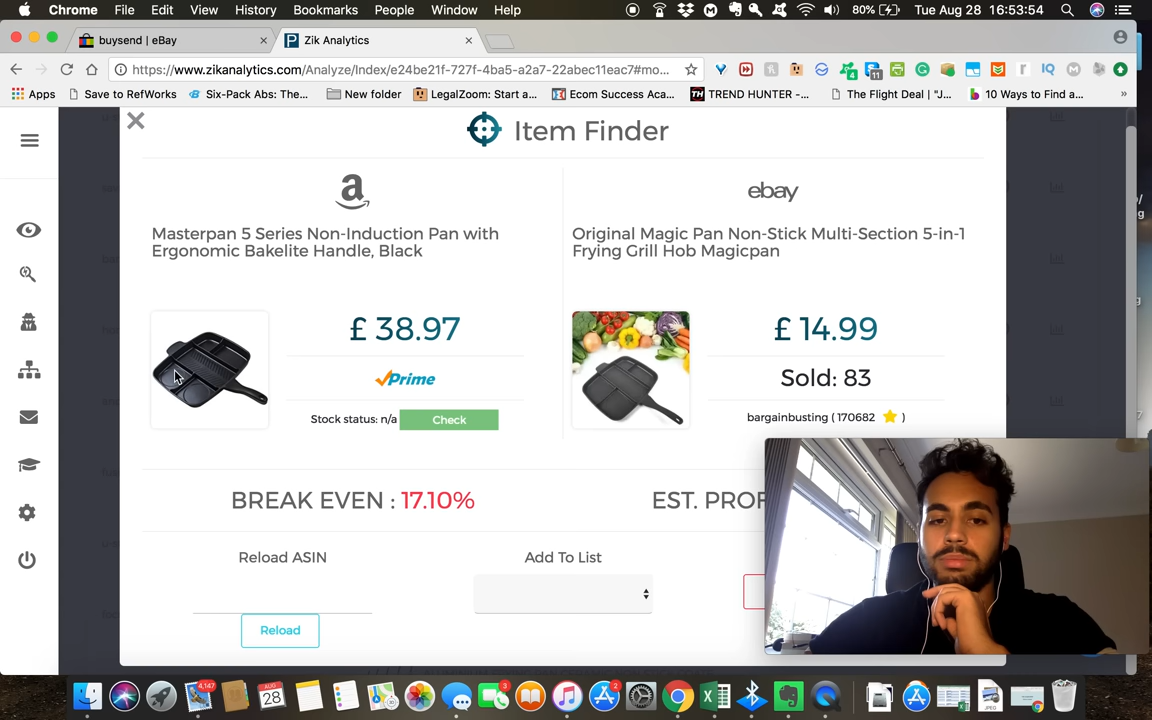 Chrome File Edit View History Bookmarks People Window Help 80% Tue Aug 28 16:53:54
buysend | eBay
Zik Analytics
https://www.zikanalytics.com/Analyze/Index/e24be21f-727f-4ba5-a2a7-22abec11eac7#mo...
Apps Save to RefWorks Six-Pack Abs: The... New folder LegalZoom: Start a... Ecom Success Aca... TREND HUNTER -... The Flight Deal | "J... 10 Ways to Find a... »
Item Finder
ebay
Masterpan 5 Series Non-Induction Pan with
Ergonomic Bakelite Handle, Black
Original Magic Pan Non-Stick Multi-Section 5-in-1
Frying Grill Hob Magicpan
£ 38.97
£ 14.99
Prime
Sold: 83
Stock status: n/a Check
bargainbusting ( 170682 )
BREAK EVEN : 17.10%
EST. PROF
Reload ASIN
Add To List
Reload
4,147
28
3
2